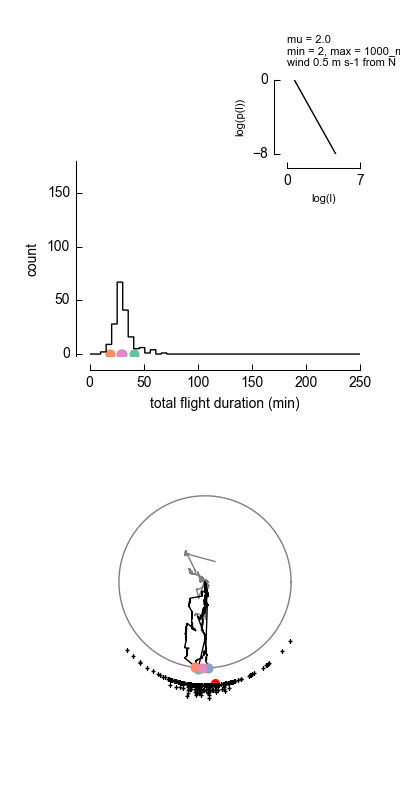 mu = 2.0
min = 2, max = 1000_m
wind 0.5 m s-1 from N
0
−8
log(p(l))
0 7
log(l)
150
100
50
0
count
0 50 100 150 200 250
total flight duration (min)